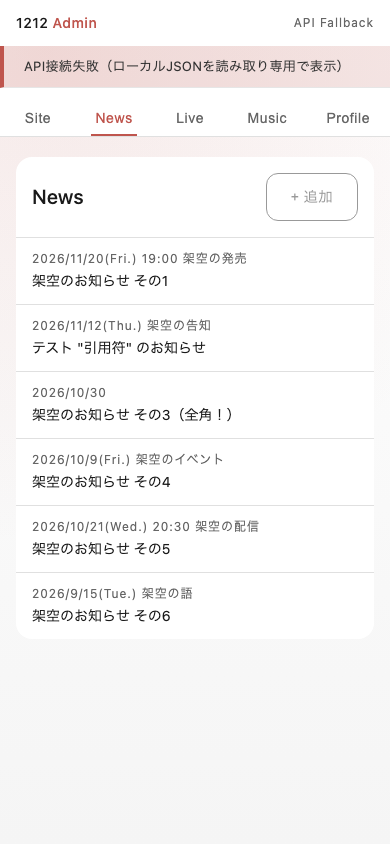 1212 Admin
API Fallback
API接続失敗（ローカルJSONを読み取り専用で表示）
Site
News
Live
Music
Profile
News
+ 追加
2026/11/20(Fri.) 19:00 架空の発売
架空のお知らせ その1
2026/11/12(Thu.) 架空の告知
テスト "引用符" のお知らせ
2026/10/30
架空のお知らせ その3（全角！）
2026/10/9(Fri.) 架空のイベント
架空のお知らせ その4
2026/10/21(Wed.) 20:30 架空の配信
架空のお知らせ その5
2026/9/15(Tue.) 架空の語
架空のお知らせ その6